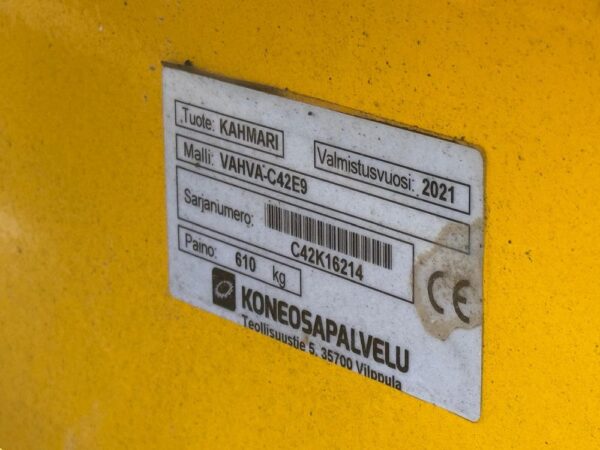 Tuote: KAHMARI
Valmistusvuosi: 2021
Malli: VAHVA-C42E9
Sarjanumero:
C42K16214
Paino: 610 kg
CE
KONEOSAPALVELU
Teollisuustie 5, 35700 Vilppula